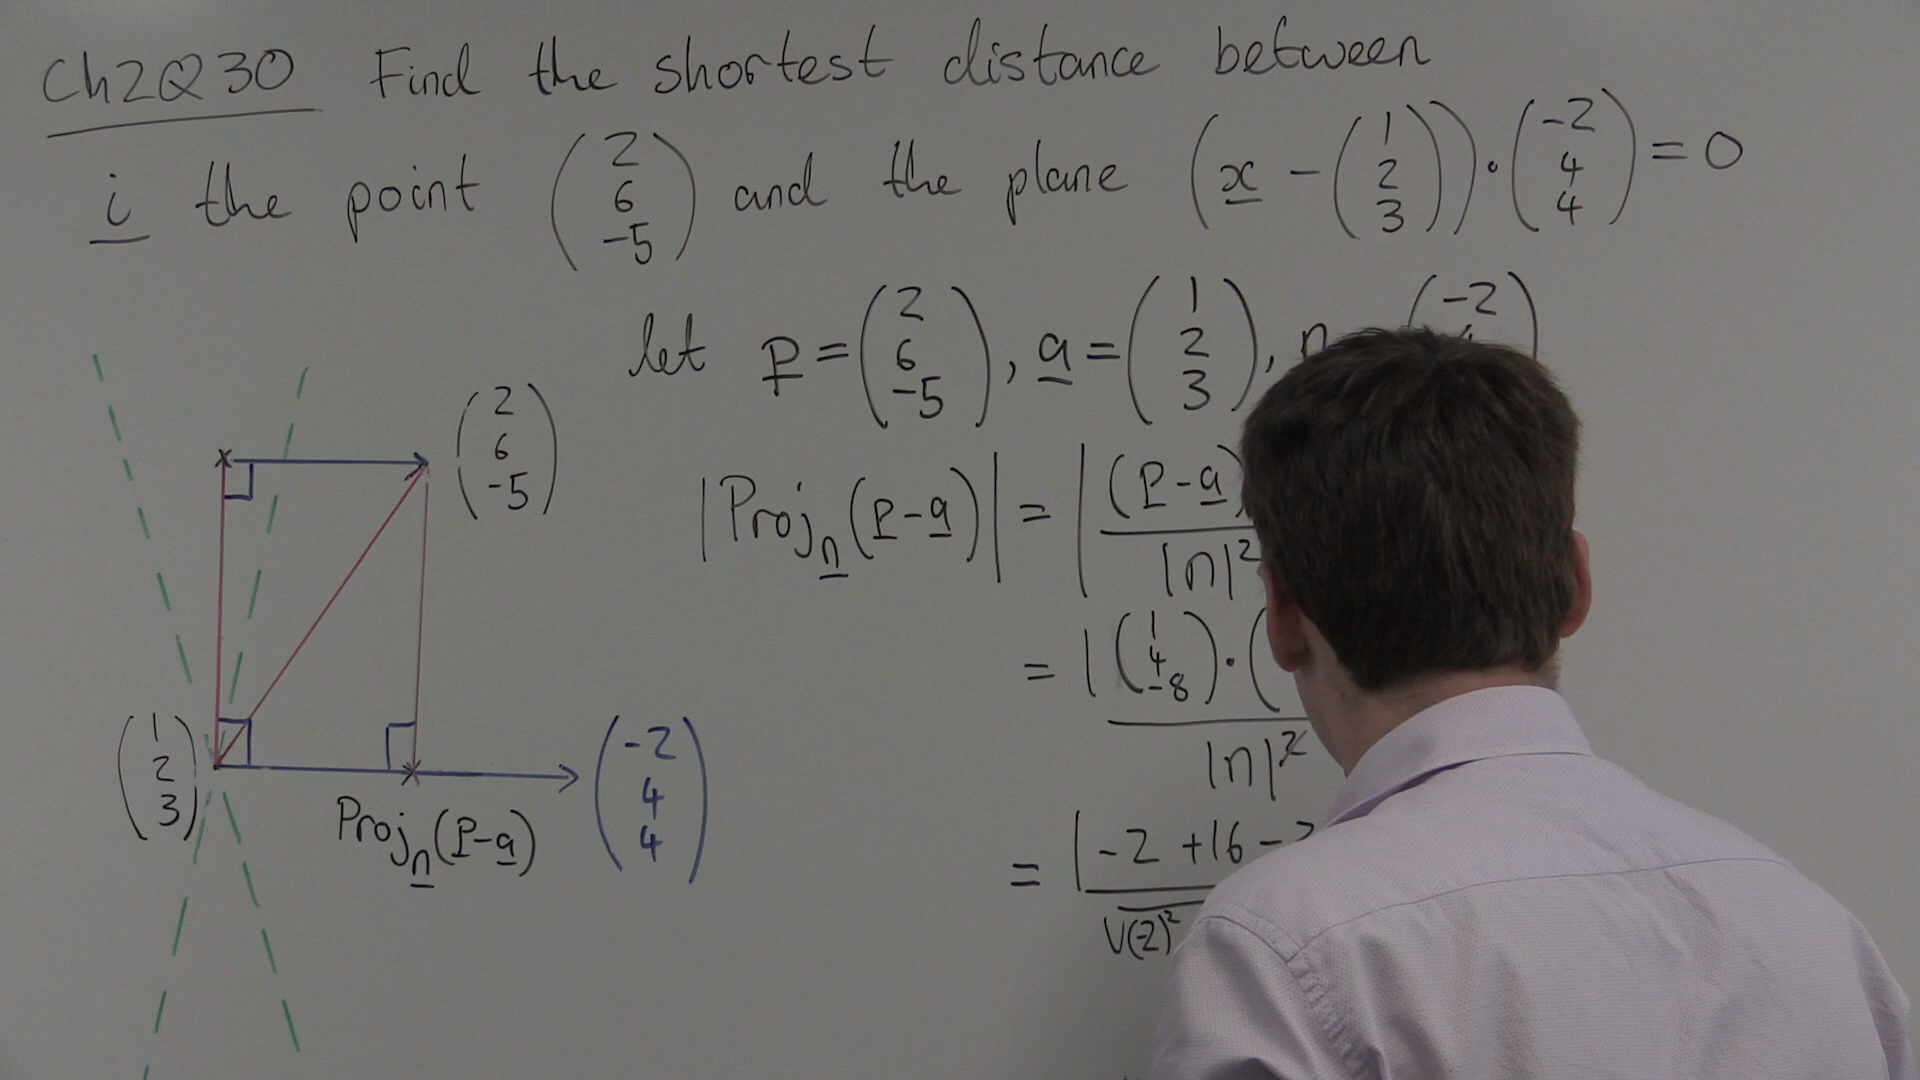 Ch2Q30 Find the shortest distance between
i the point (2 6 -5) and the plane (x - (1 2 3)) · (-2 4 4) = 0
let p = (2 6 -5), a = (1 2 3), n (-2
|Proj_n (p-a)| = |(p-a)
|n|²
= |(1 4 -8) · (
|n|²
= |-2 +16 -
√(-2)²
(2 6 -5)
(1 2 3)
(-2 4 4)
Proj_n (p-a)